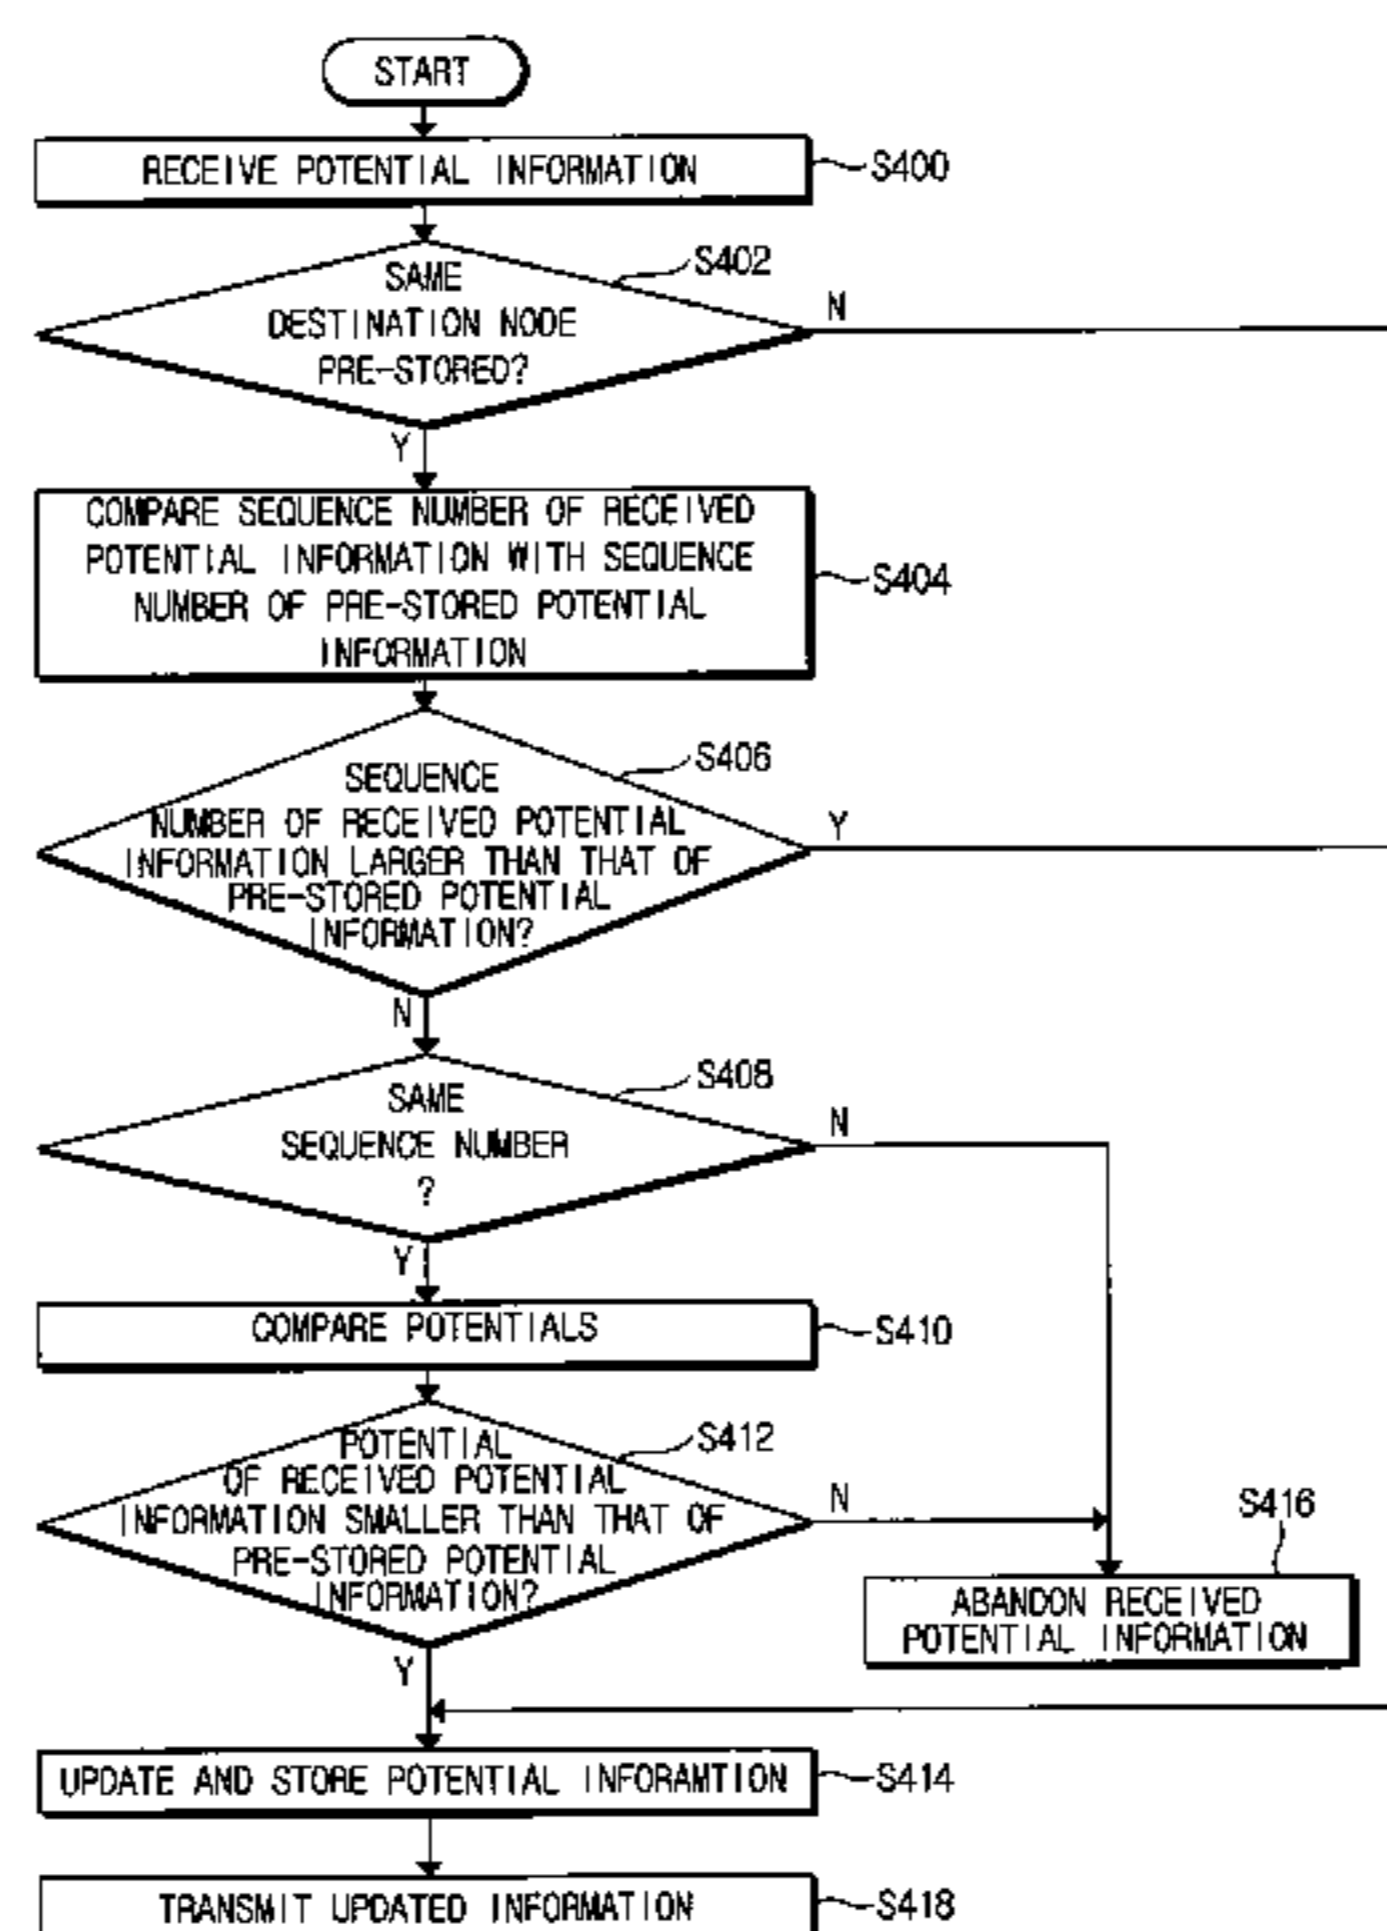 START
RECEIVE POTENTIAL INFORMATION
S400
SAME
DESTINATION NODE
PRE-STORED?
S402
N
Y
COMPARE SEQUENCE NUMBER OF RECEIVED
POTENTIAL INFORMATION WITH SEQUENCE
NUMBER OF PRE-STORED POTENTIAL
INFORMATION
S404
SEQUENCE
NUMBER OF RECEIVED POTENTIAL
INFORMATION LARGER THAN THAT OF
PRE-STORED POTENTIAL
INFORMATION?
S406
Y
N
SAME
SEQUENCE NUMBER
?
S408
N
Y
COMPARE POTENTIALS
S410
POTENTIAL
OF RECEIVED POTENTIAL
INFORMATION SMALLER THAN THAT OF
PRE-STORED POTENTIAL
INFORMATION?
S412
N
S416
ABANDON RECEIVED
POTENTIAL INFORMATION
Y
UPDATE AND STORE POTENTIAL INFORAMTION
S414
TRANSMIT UPDATED INFORMATION
S418